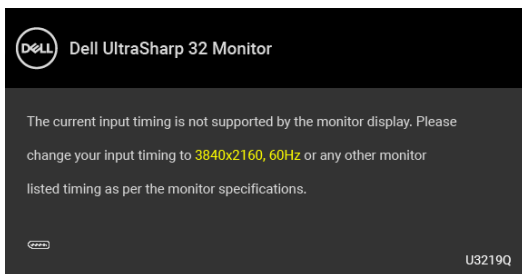 DELL
Dell UltraSharp 32 Monitor
The current input timing is not supported by the monitor display. Please
change your input timing to 3840x2160, 60Hz or any other monitor
listed timing as per the monitor specifications.
U3219Q